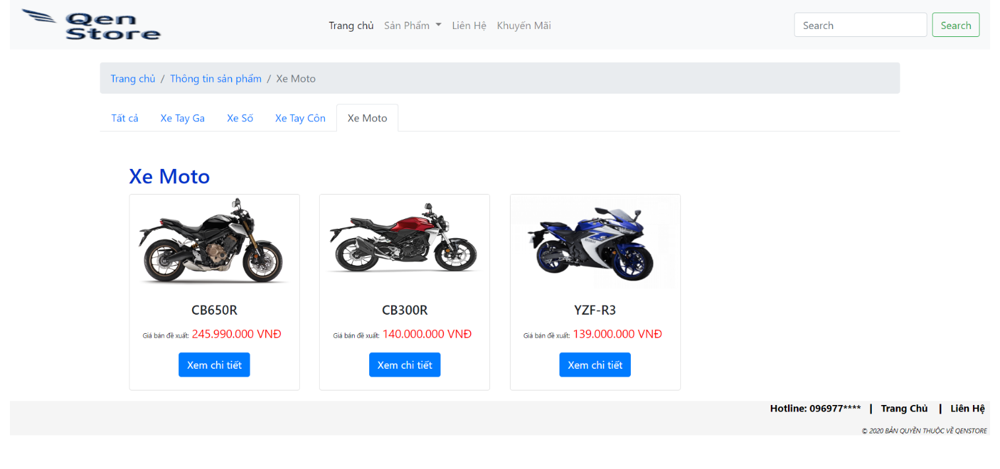 Qen Store
Trang chủ Sản Phẩm Liên Hệ Khuyến Mãi Search Search
Trang chủ / Thông tin sản phẩm / Xe Moto
Tất cả Xe Tay Ga Xe Số Xe Tay Côn Xe Moto
Xe Moto
CB650R CB300R YZF-R3
Giá bán đề xuất: 245.990.000 VNĐ Giá bán đề xuất: 140.000.000 VNĐ Giá bán đề xuất: 139.000.000 VNĐ
Xem chi tiết Xem chi tiết Xem chi tiết
Hotline: 096977**** | Trang Chủ | Liên Hệ
© 2020 BẢN QUYỀN THUỘC VỀ QENSTORE